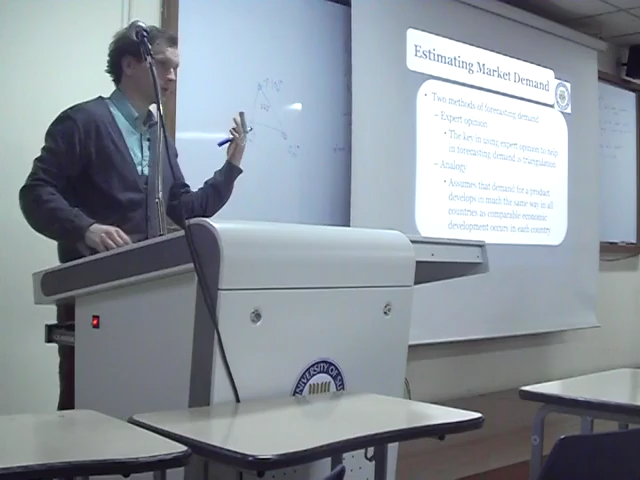 Estimating Market Demand
• Two methods of forecasting demand
– Expert opinion
• The key in using expert opinion to help
in forecasting demand is triangulation
– Analogy
• Assumes that demand for a product
develops in much the same way in all
countries as comparable economic
development occurs in each country
UNIVERSITY OF SU